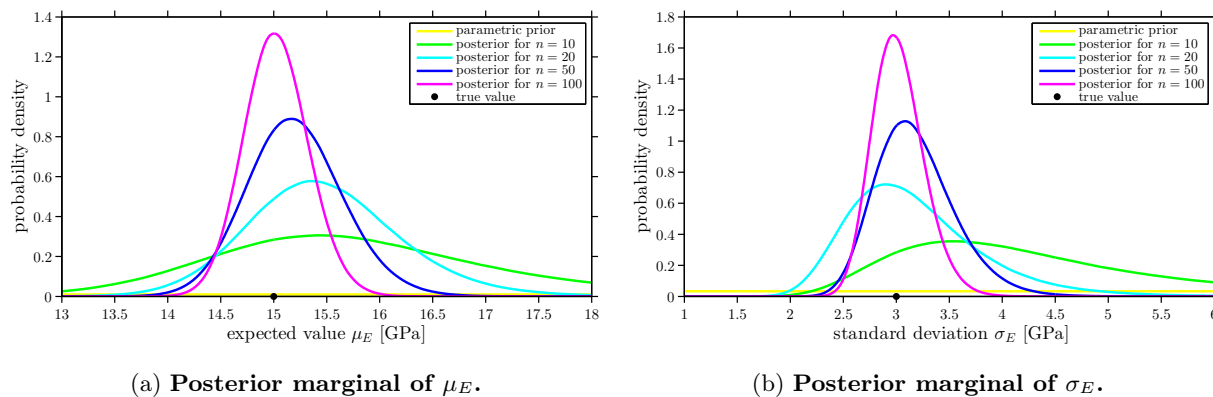 1.4
1.2
1
0.8
0.6
0.4
0.2
0
13 13.5 14 14.5 15 15.5 16 16.5 17 17.5 18
probability density
expected value μ_E [GPa]
parametric prior
posterior for n = 10
posterior for n = 20
posterior for n = 50
posterior for n = 100
true value
(a) Posterior marginal of μ_E.
1.8
1.6
1.4
1.2
1
0.8
0.6
0.4
0.2
0
1 1.5 2 2.5 3 3.5 4 4.5 5 5.5 6
probability density
standard deviation σ_E [GPa]
parametric prior
posterior for n = 10
posterior for n = 20
posterior for n = 50
posterior for n = 100
true value
(b) Posterior marginal of σ_E.